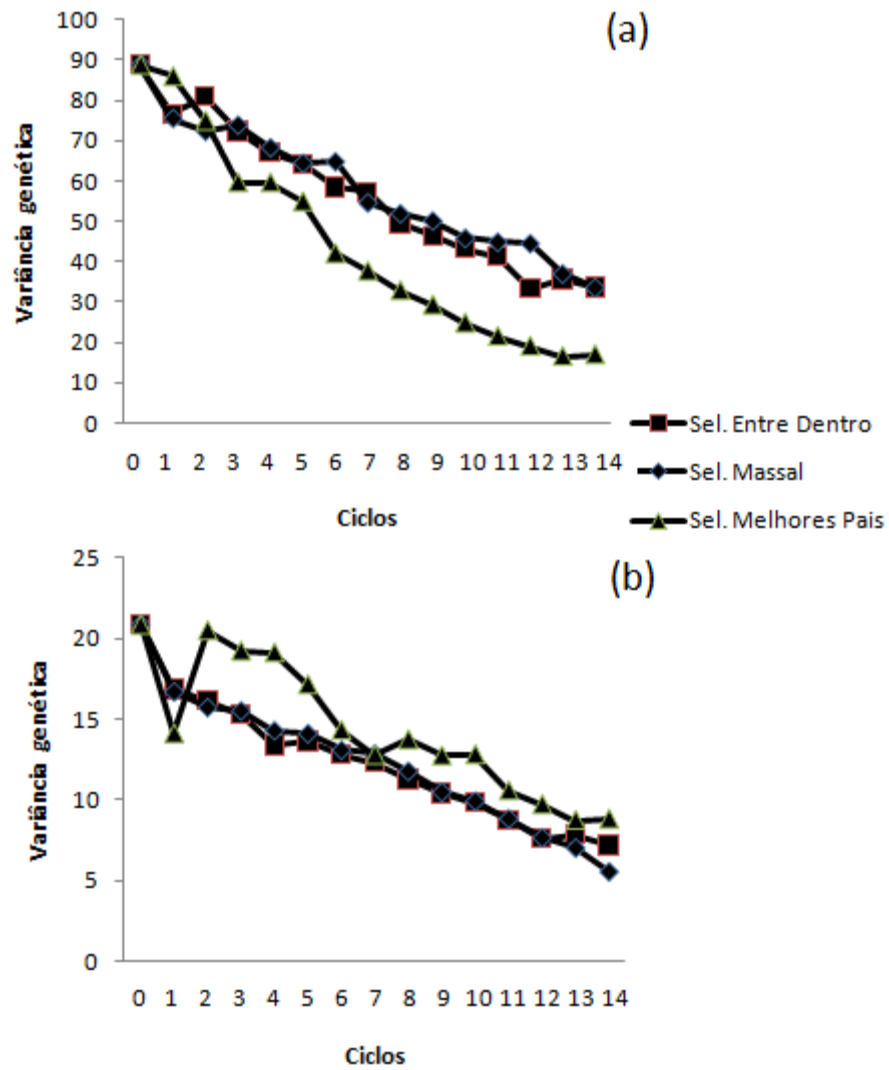 (a)
Variância genética
100
90
80
70
60
50
40
30
20
10
0
0 1 2 3 4 5 6 7 8 9 10 11 12 13 14
Ciclos
Sel. Entre Dentro
Sel. Massal
Sel. Melhores Pais
(b)
Variância genética
25
20
15
10
5
0
0 1 2 3 4 5 6 7 8 9 10 11 12 13 14
Ciclos